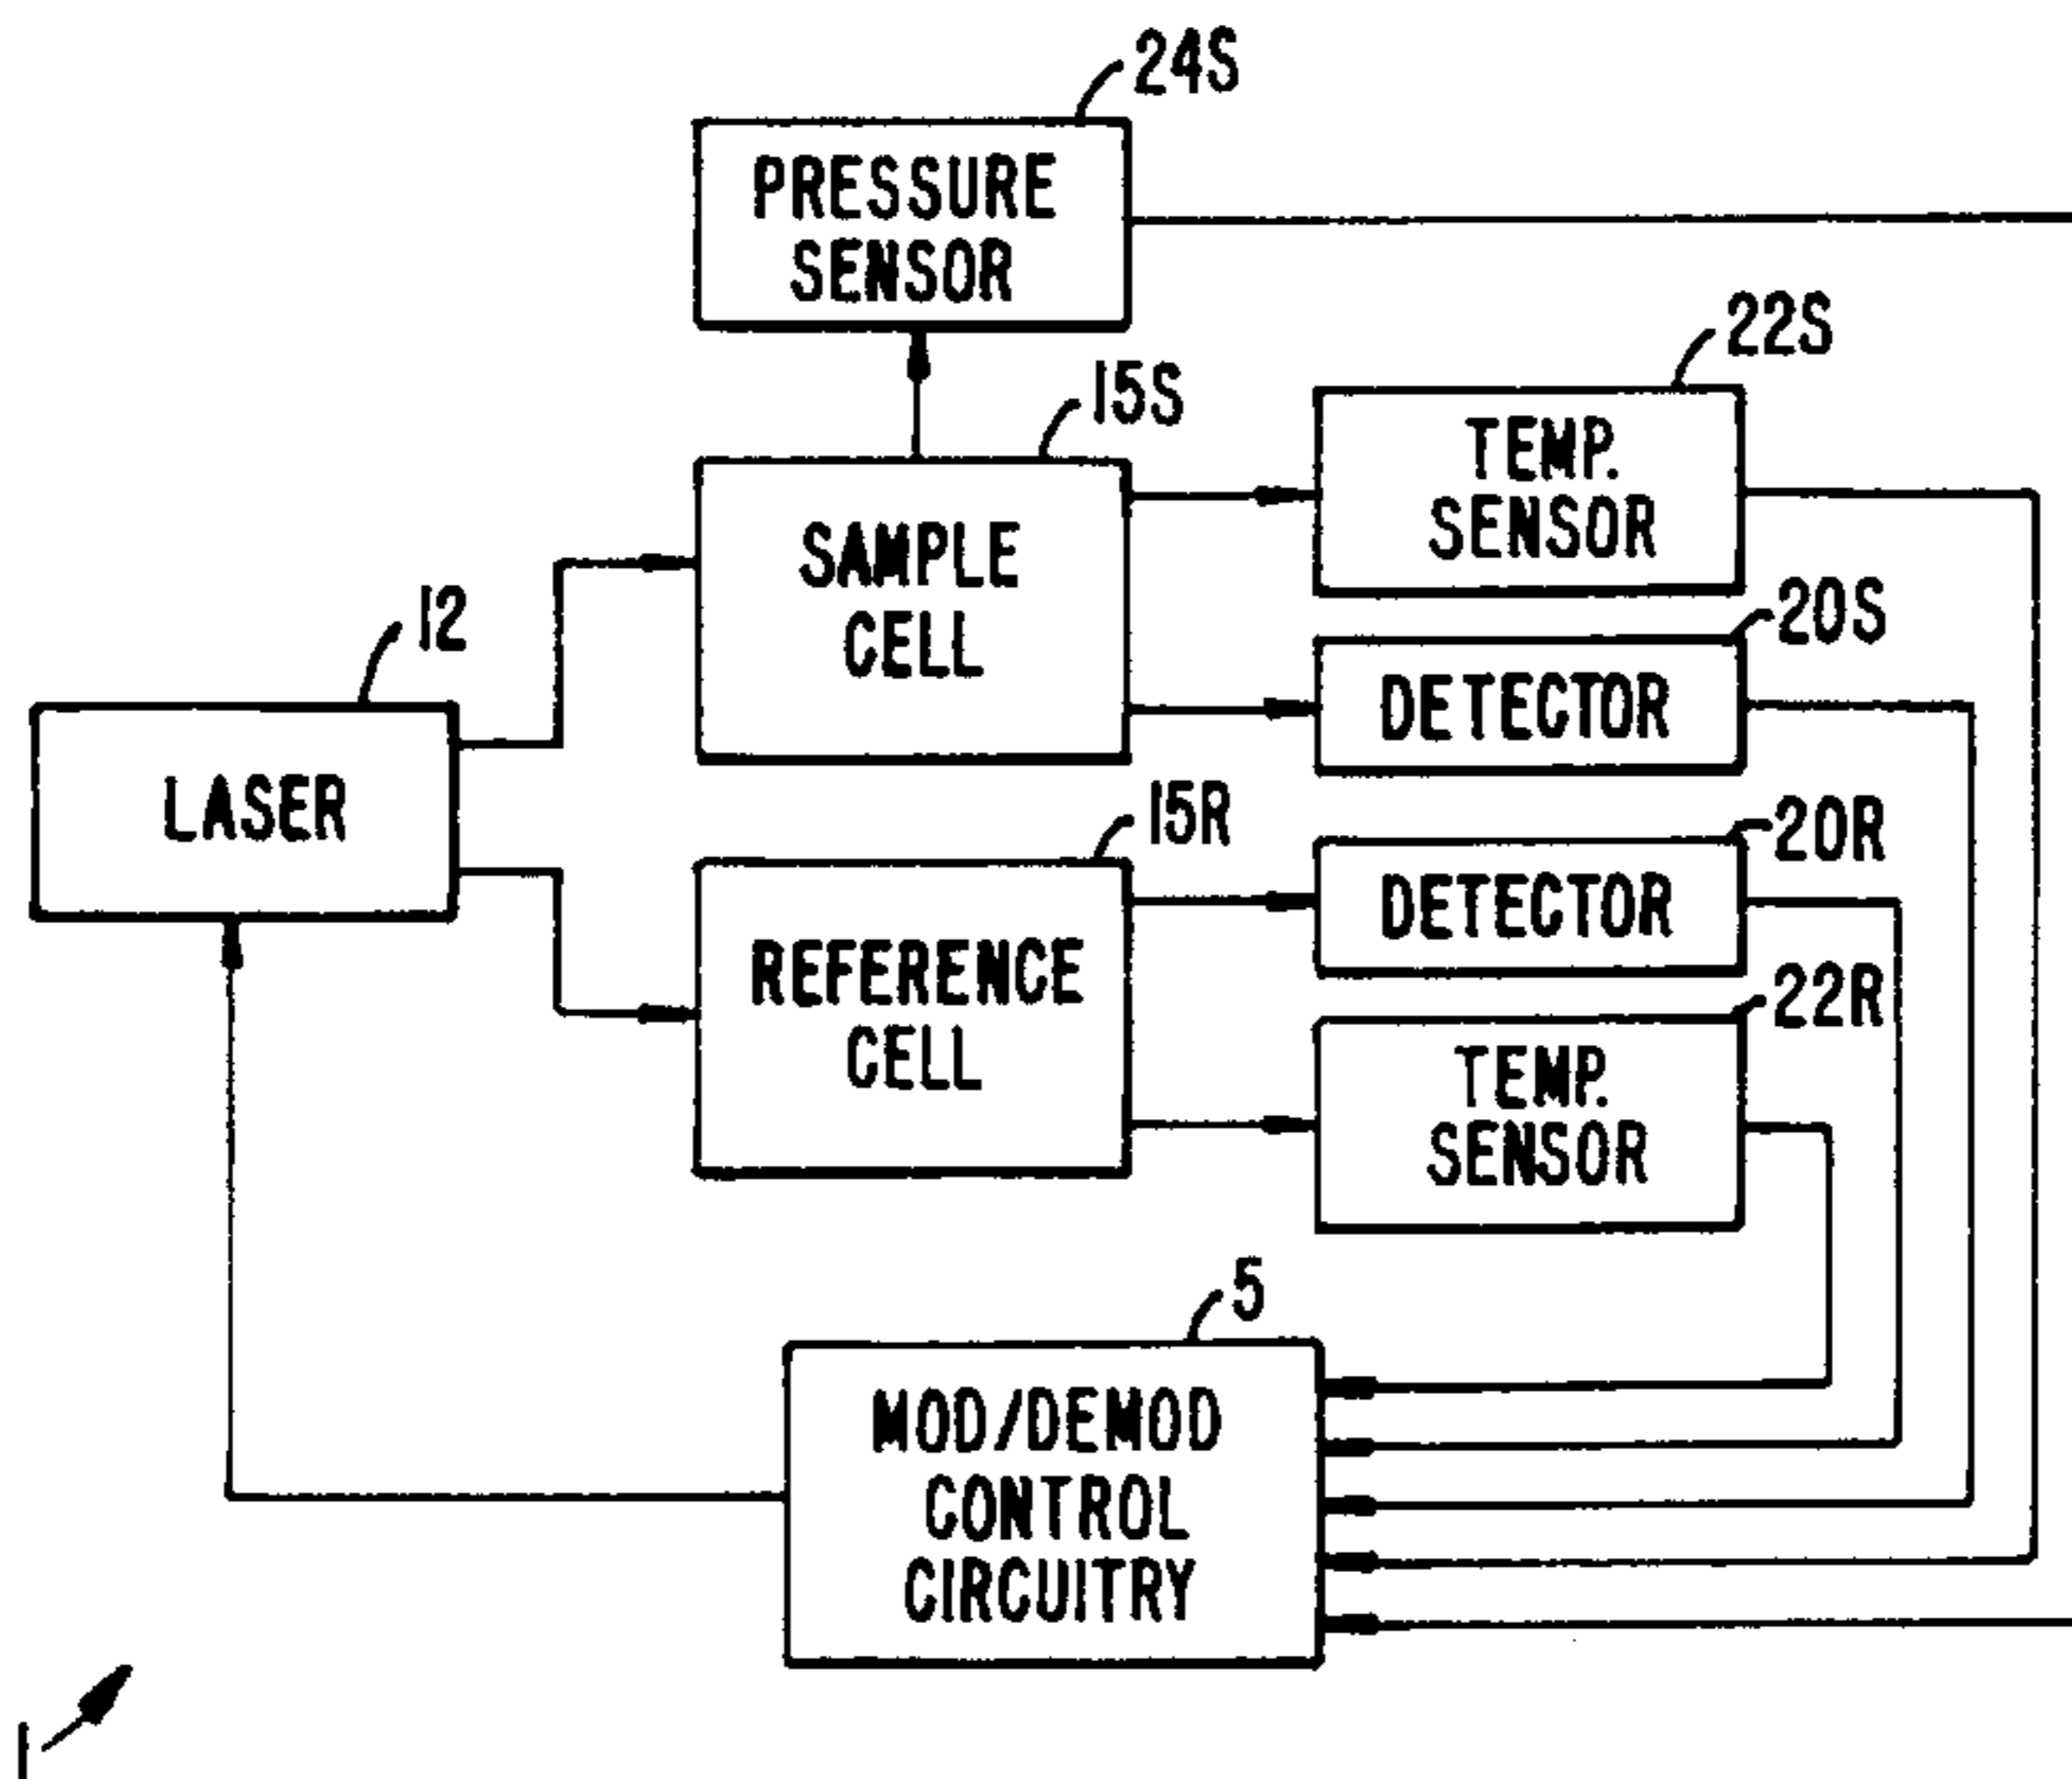 24S
PRESSURE
SENSOR
22S
15S
TEMP.
SENSOR
SAMPLE
CELL
20S
12
DETECTOR
LASER
15R
20R
DETECTOR
REFERENCE
CELL
22R
TEMP.
SENSOR
5
MOD/DEMOD
CONTROL
CIRCUITRY
1